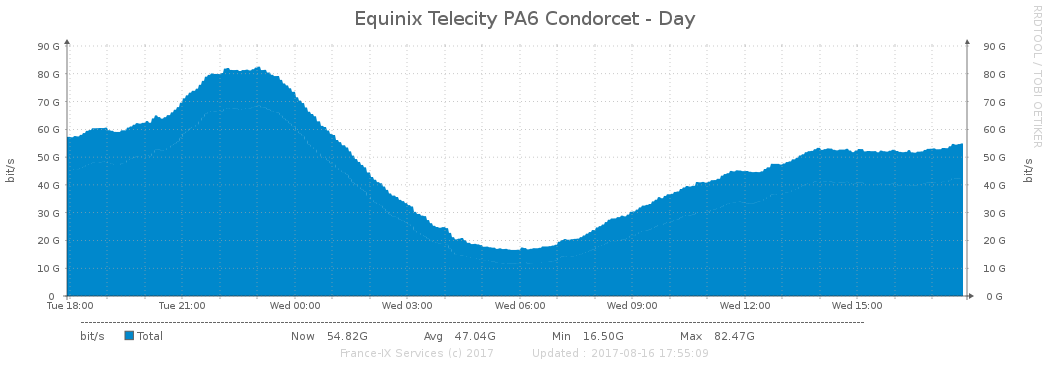 Equinix Telecity PA6 Condorcet - Day
RRDTOOL / TOBI OETIKER
90 G 90 G
80 G 80 G
70 G 70 G
60 G 60 G
50 G 50 G
40 G 40 G
30 G 30 G
20 G 20 G
10 G 10 G
0 0 G
bit/s bit/s
Tue 18:00 Tue 21:00 Wed 00:00 Wed 03:00 Wed 06:00 Wed 09:00 Wed 12:00 Wed 15:00
bit/s Total Now 54.82G Avg 47.04G Min 16.50G Max 82.47G
France-IX Services (c) 2017 Updated : 2017-08-16 17:55:09